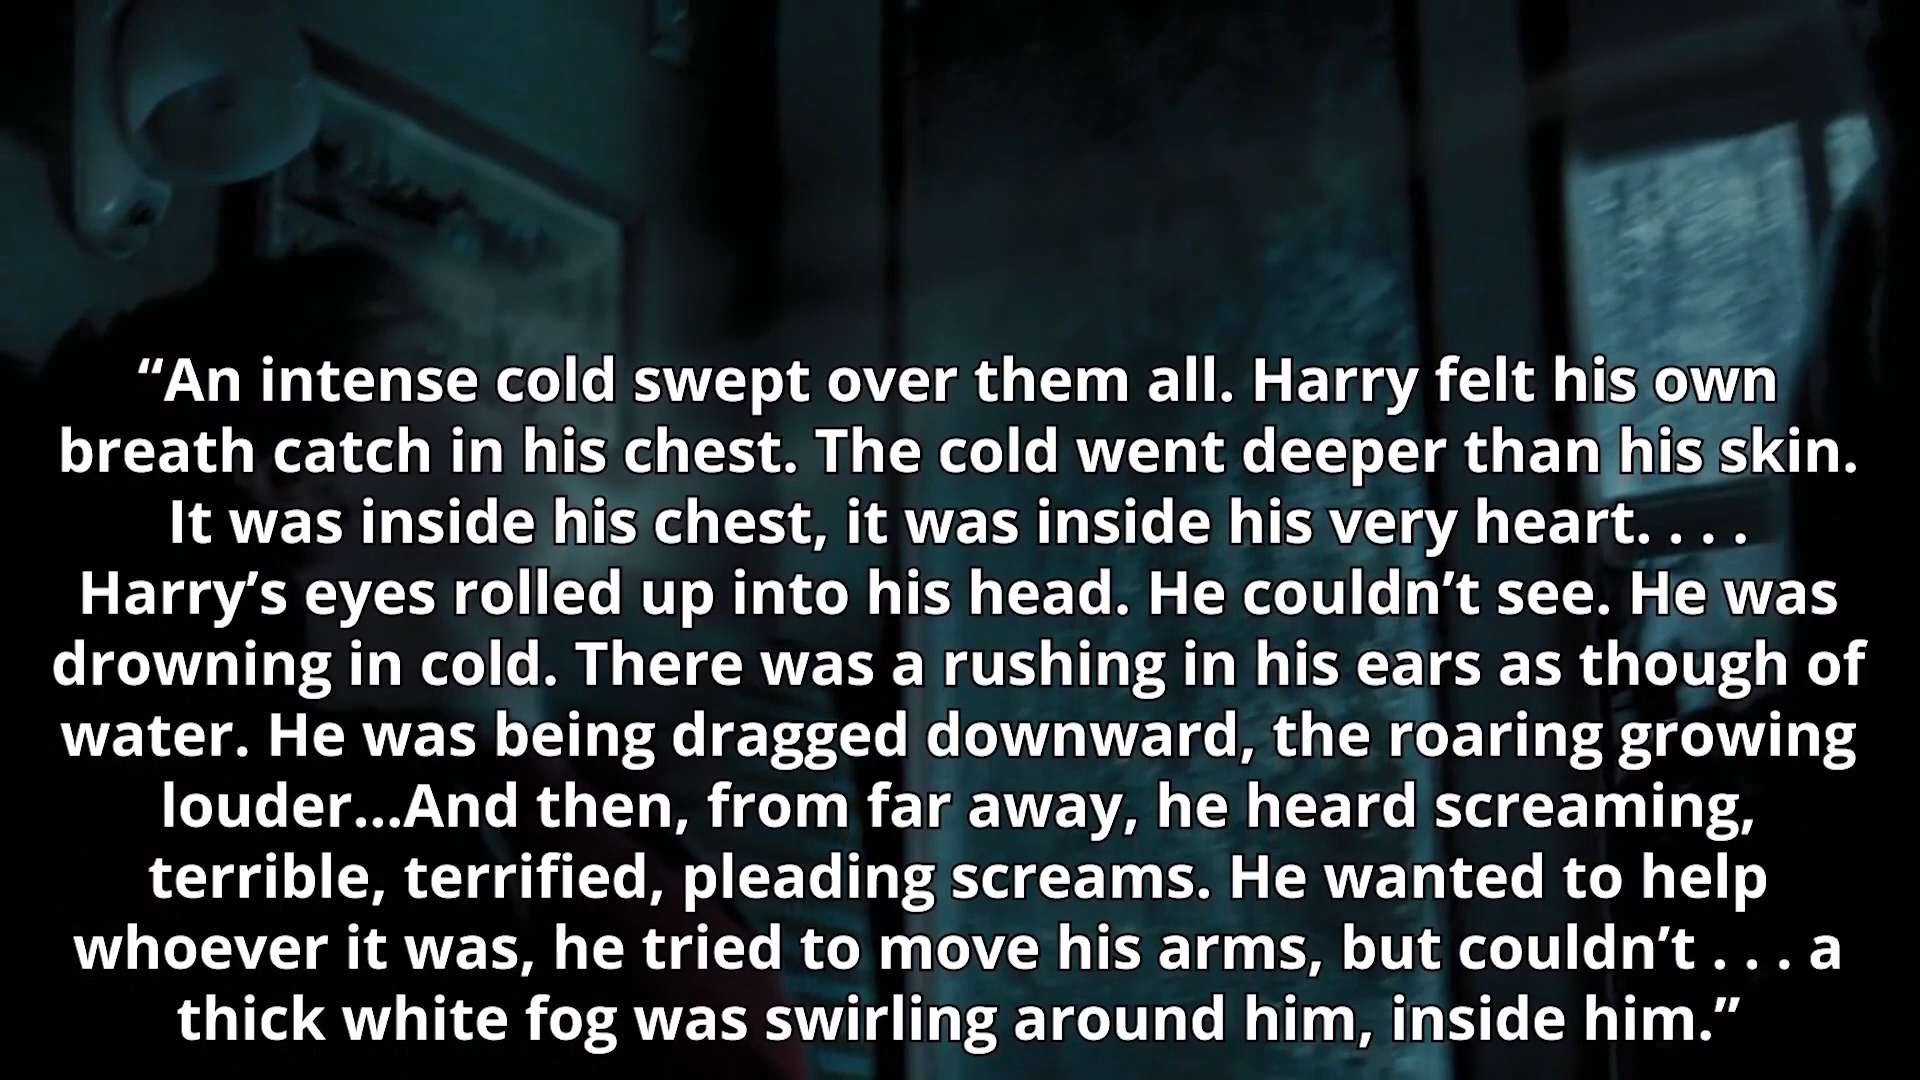 “An intense cold swept over them all. Harry felt his own
breath catch in his chest. The cold went deeper than his skin.
It was inside his chest, it was inside his very heart. . . .
Harry’s eyes rolled up into his head. He couldn’t see. He was
drowning in cold. There was a rushing in his ears as though of
water. He was being dragged downward, the roaring growing
louder...And then, from far away, he heard screaming,
terrible, terrified, pleading screams. He wanted to help
whoever it was, he tried to move his arms, but couldn’t . . . a
thick white fog was swirling around him, inside him.”